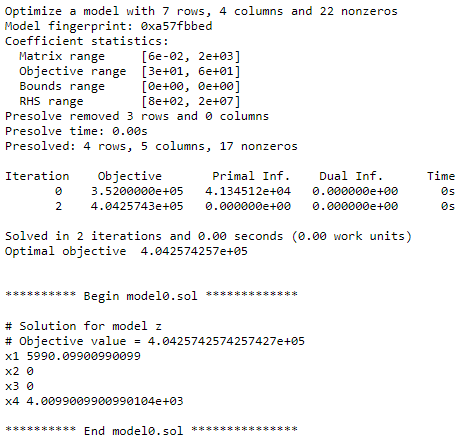 Optimize a model with 7 rows, 4 columns and 22 nonzeros
Model fingerprint: 0xa57fbbed
Coefficient statistics:
  Matrix range     [6e-02, 2e+03]
  Objective range  [3e+01, 6e+01]
  Bounds range     [0e+00, 0e+00]
  RHS range        [8e+02, 2e+07]
Presolve removed 3 rows and 0 columns
Presolve time: 0.00s
Presolved: 4 rows, 5 columns, 17 nonzeros
Iteration    Objective       Primal Inf.    Dual Inf.      Time
       0    3.5200000e+05   4.134512e+04   0.000000e+00      0s
       2    4.0425743e+05   0.000000e+00   0.000000e+00      0s
Solved in 2 iterations and 0.00 seconds (0.00 work units)
Optimal objective  4.042574257e+05
********** Begin model0.sol *************
# Solution for model z
# Objective value = 4.0425742574257427e+05
x1 5990.09900990099
x2 0
x3 0
x4 4.0099009900990104e+03
********** End model0.sol ***************